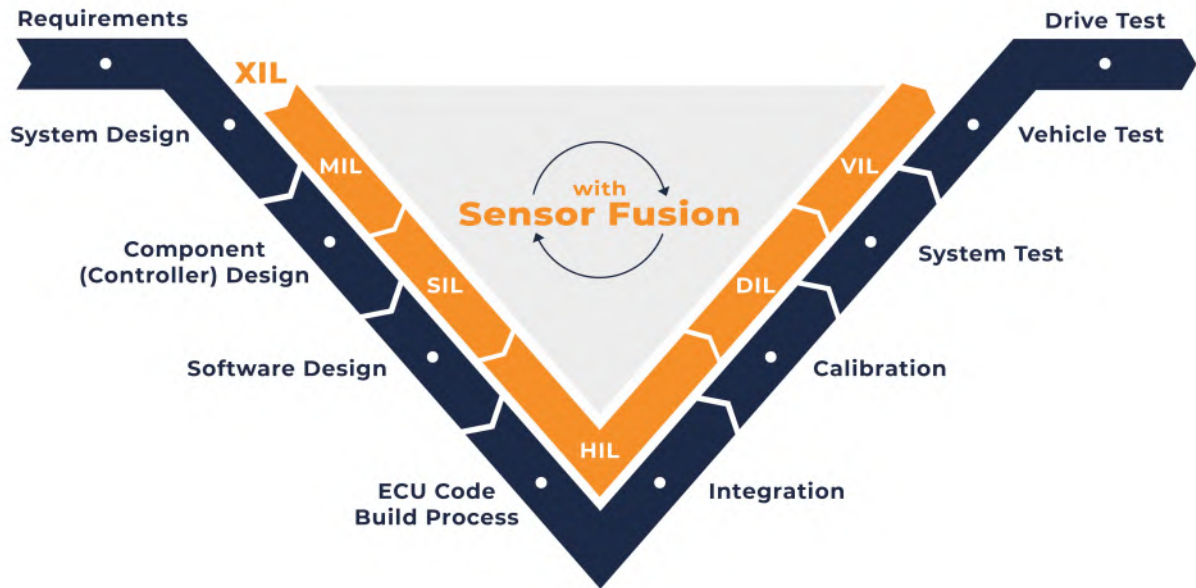 Requirements
Drive Test
XIL
System Design
Vehicle Test
MIL
VIL
with
Sensor Fusion
Component
(Controller) Design
System Test
SIL
DIL
Software Design
Calibration
HIL
ECU Code
Build Process
Integration